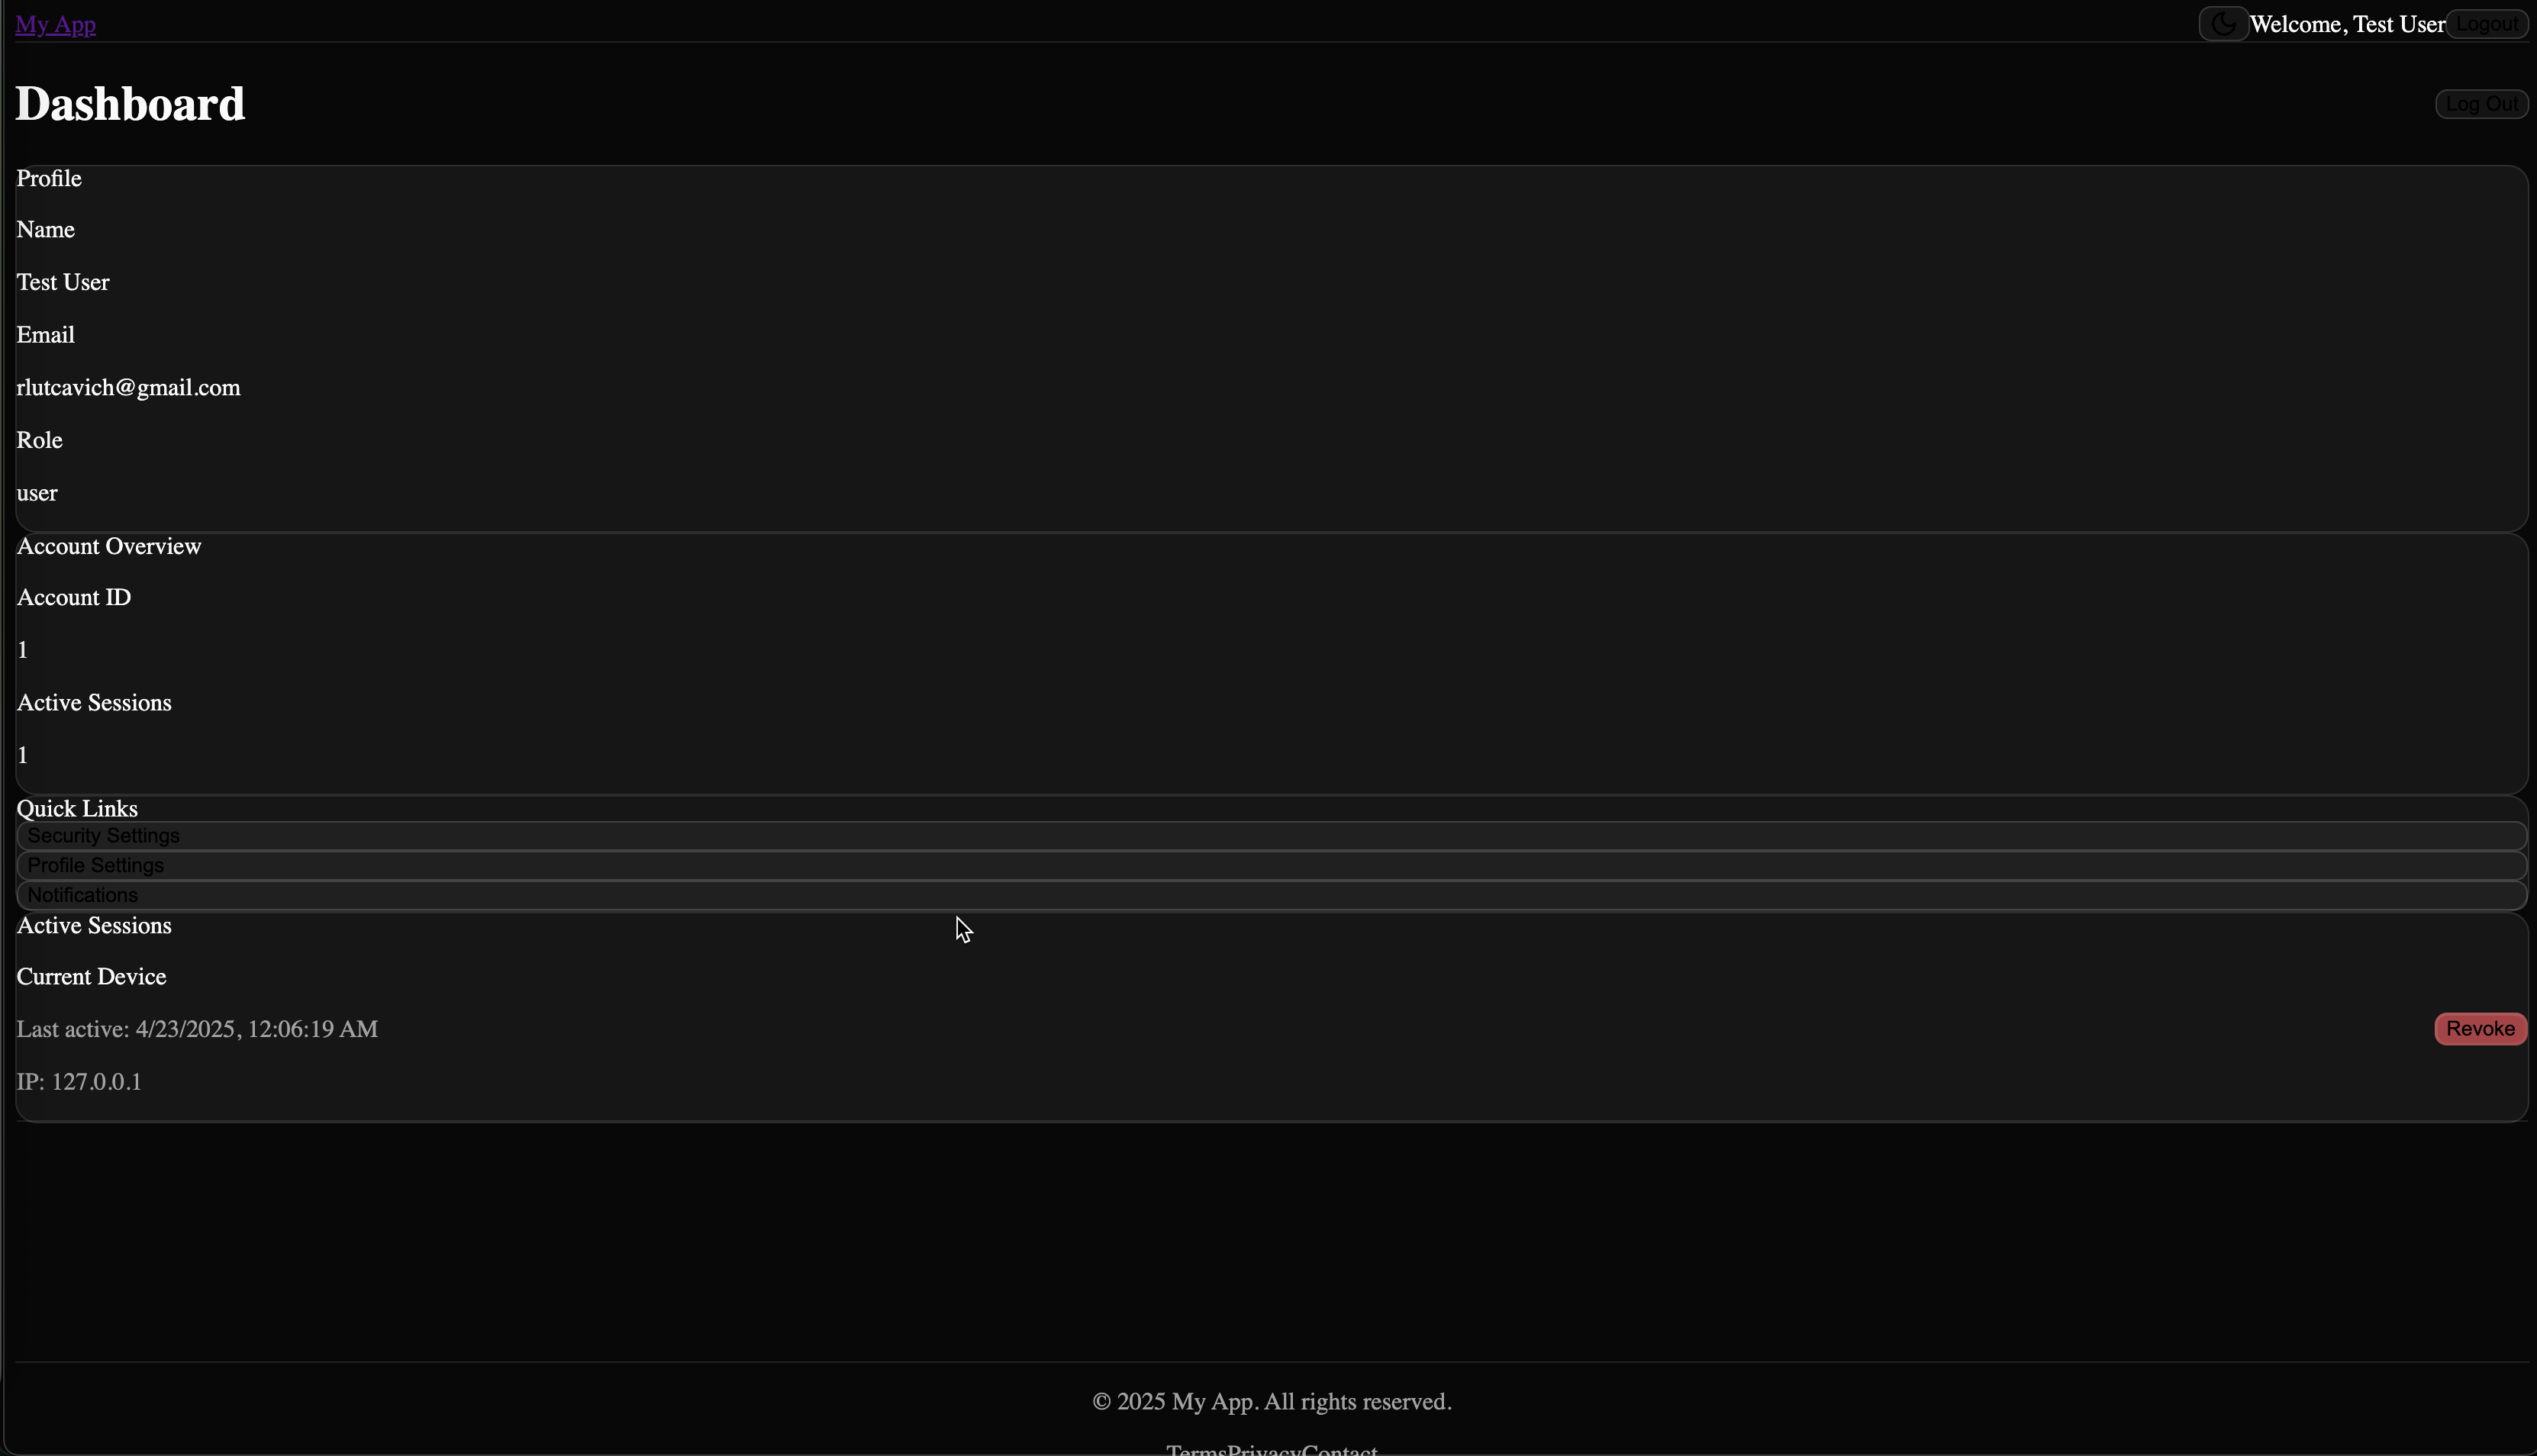 My App
Welcome, Test User Logout
Dashboard
Log Out
Profile
Name
Test User
Email
rlutcavich@gmail.com
Role
user
Account Overview
Account ID
1
Active Sessions
1
Quick Links
Security Settings
Profile Settings
Notifications
Active Sessions
Current Device
Last active: 4/23/2025, 12:06:19 AM
Revoke
IP: 127.0.0.1
© 2025 My App. All rights reserved.
TermsPrivacyContact